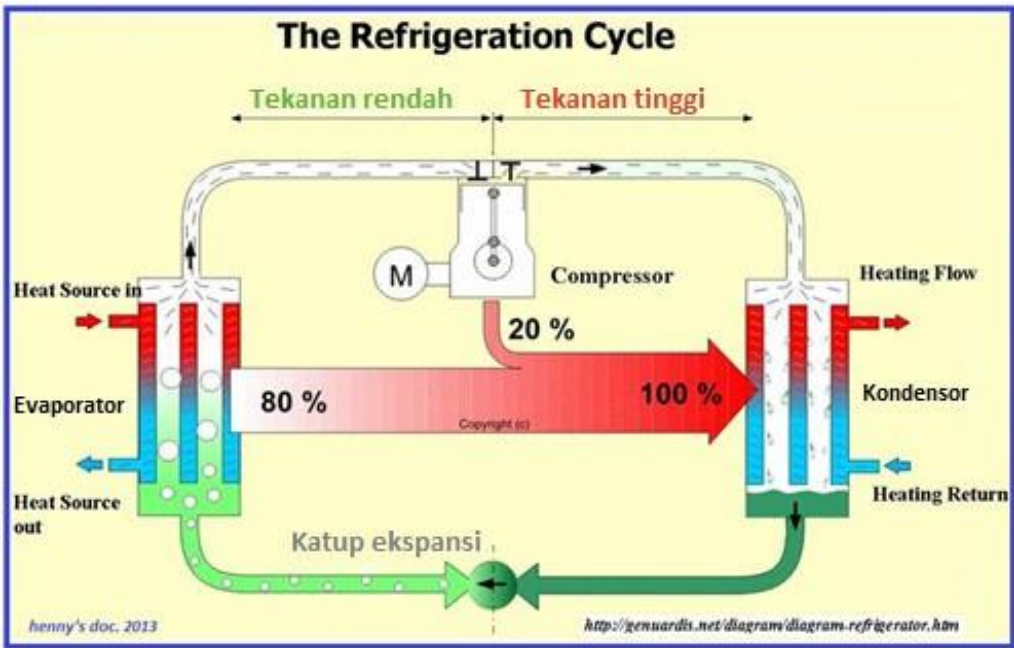 The Refrigeration Cycle
Tekanan rendah
Tekanan tinggi
M
Compressor
Heat Source in
Heating Flow
20 %
80 %
100 %
Evaporator
Kondensor
Copyright (c)
Heat Source
out
Heating Return
Katup ekspansi
henny's doc. 2013
http://genuardis.net/diagram/diagram-refrigerator.htm